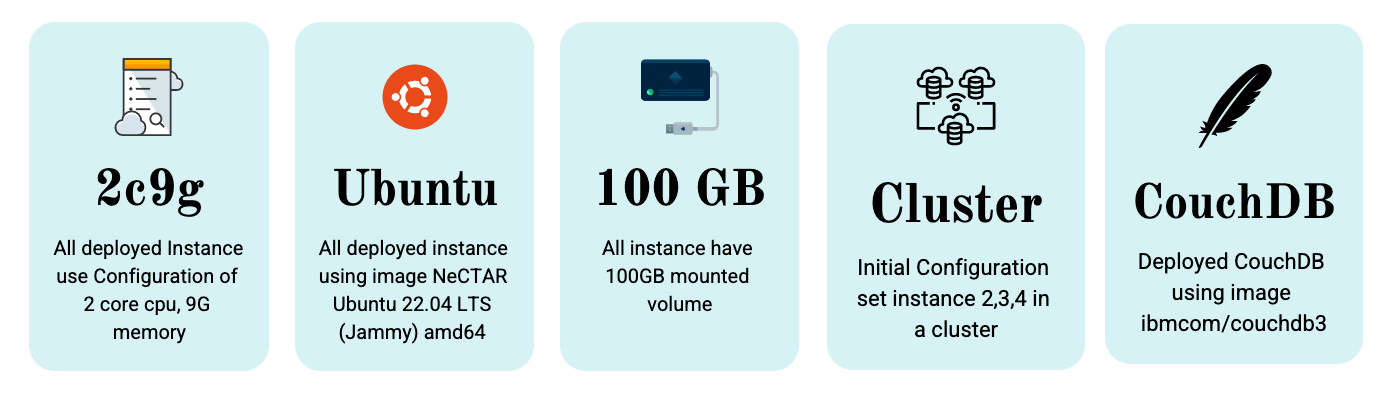 2c9g
All deployed Instance
use Configuration of
2 core cpu, 9G
memory
Ubuntu
All deployed instance
using image NeCTAR
Ubuntu 22.04 LTS
(Jammy) amd64
100 GB
All instance have
100GB mounted
volume
Cluster
Initial Configuration
set instance 2,3,4 in
a cluster
CouchDB
Deployed CouchDB
using image
ibmcom/couchdb3